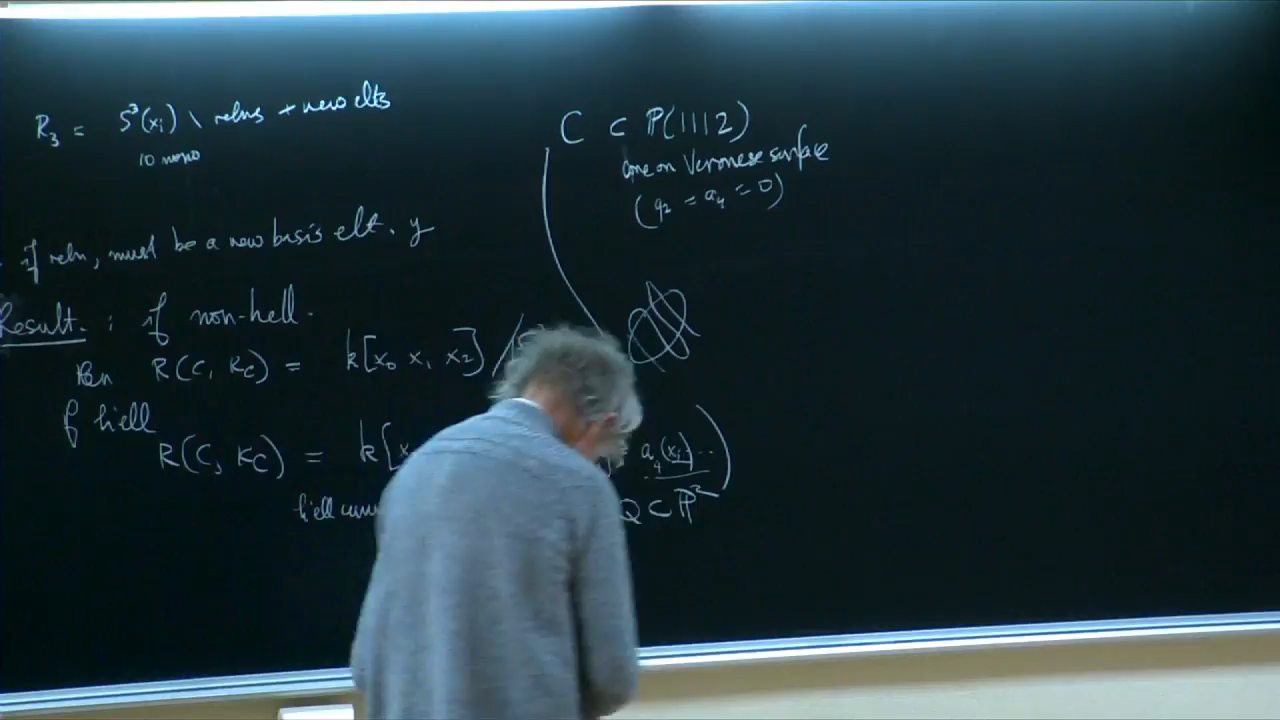 R₃ = S³(xᵢ) \ relns + new elts
10 mono
if reln, must be a new basis elt. y
Result. : if non-hell.
then R(C, K_C) = k[x₀ x₁ x₂] /
if hell
R(C, K_C) = k[x a₄(xᵢ)...)
hell Q ⊂ P²
C ⊂ P(1112)
cone on Veronese surface
(q₂ = a₄ = 0)